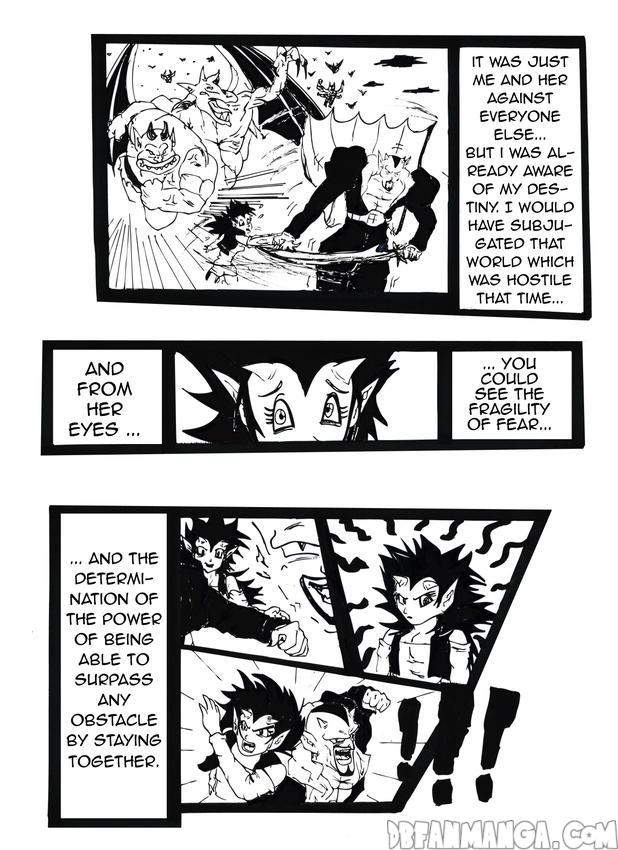 IT WAS JUST
ME AND HER
AGAINST
EVERYONE
ELSE...
BUT I WAS AL-
READY AWARE
OF MY DES-
TINY. I WOULD
HAVE SUBJU-
GATED THAT
WORLD WHICH
WAS HOSTILE
THAT TIME...
AND
FROM
HER
EYES ...
... YOU
COULD
SEE THE
FRAGILITY
OF FEAR...
... AND THE
DETERMI-
NATION OF
THE POWER
OF BEING
ABLE TO
SURPASS
ANY
OBSTACLE
BY STAYING
TOGETHER.
!!!
DBFANMANGA.COM